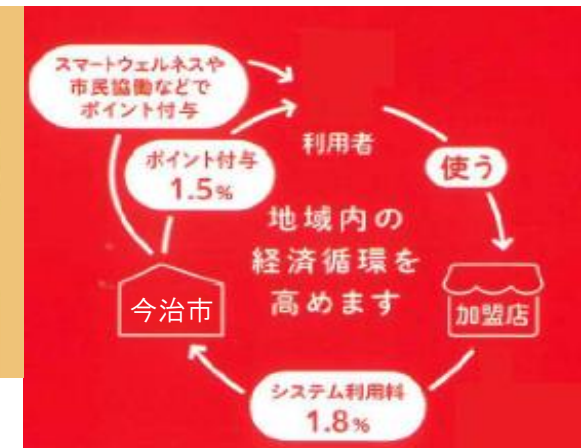 スマートウェルネスや
市民協働などで
ポイント付与
利用者
ポイント付与
1.5%
使う
地域内の
経済循環を
高めます
今治市
加盟店
システム利用料
1.8%